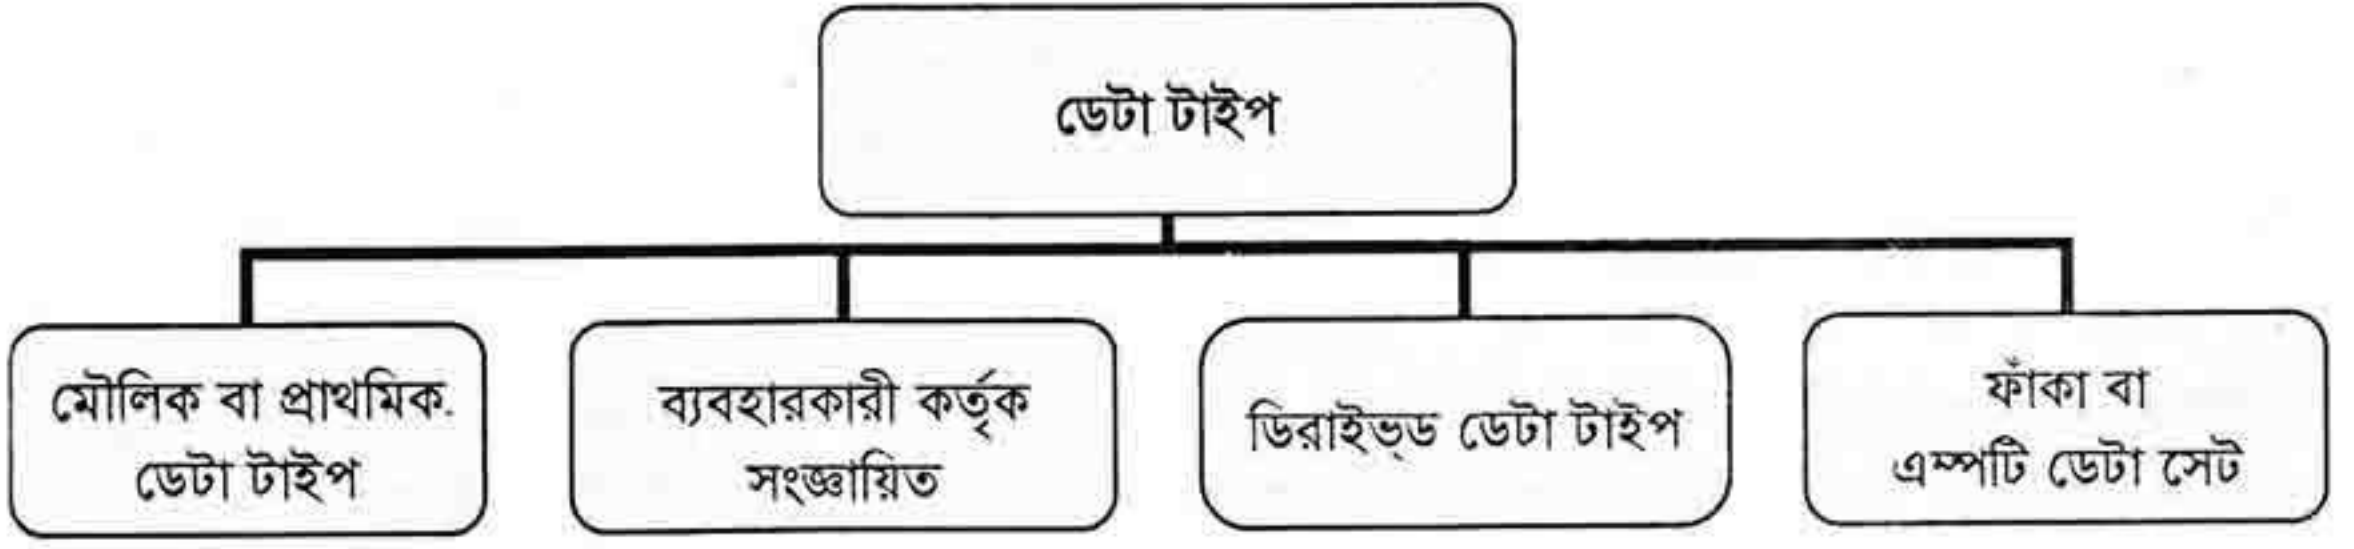 ডেটা টাইপ
মৌলিক বা প্রাথমিক.
ডেটা টাইপ
ব্যবহারকারী কর্তৃক
সংজ্ঞায়িত
ডিরাইভ্ড ডেটা টাইপ
ফাঁকা বা
এম্পটি ডেটা সেট